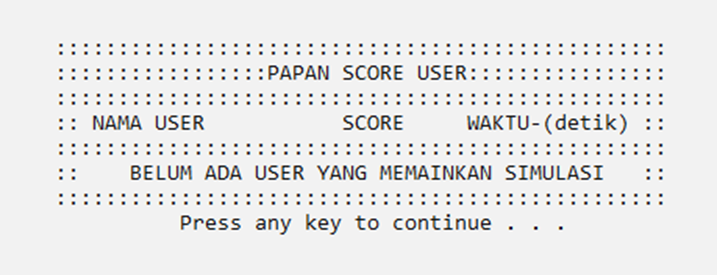 :::::::::::::::::::::::::::::::::::::::::::::::::
:::::::::::::::::PAPAN SCORE USER::::::::::::::::
:::::::::::::::::::::::::::::::::::::::::::::::::
:: NAMA USER           SCORE     WAKTU-(detik) ::
:::::::::::::::::::::::::::::::::::::::::::::::::
::    BELUM ADA USER YANG MEMAINKAN SIMULASI   ::
:::::::::::::::::::::::::::::::::::::::::::::::::
Press any key to continue . . .